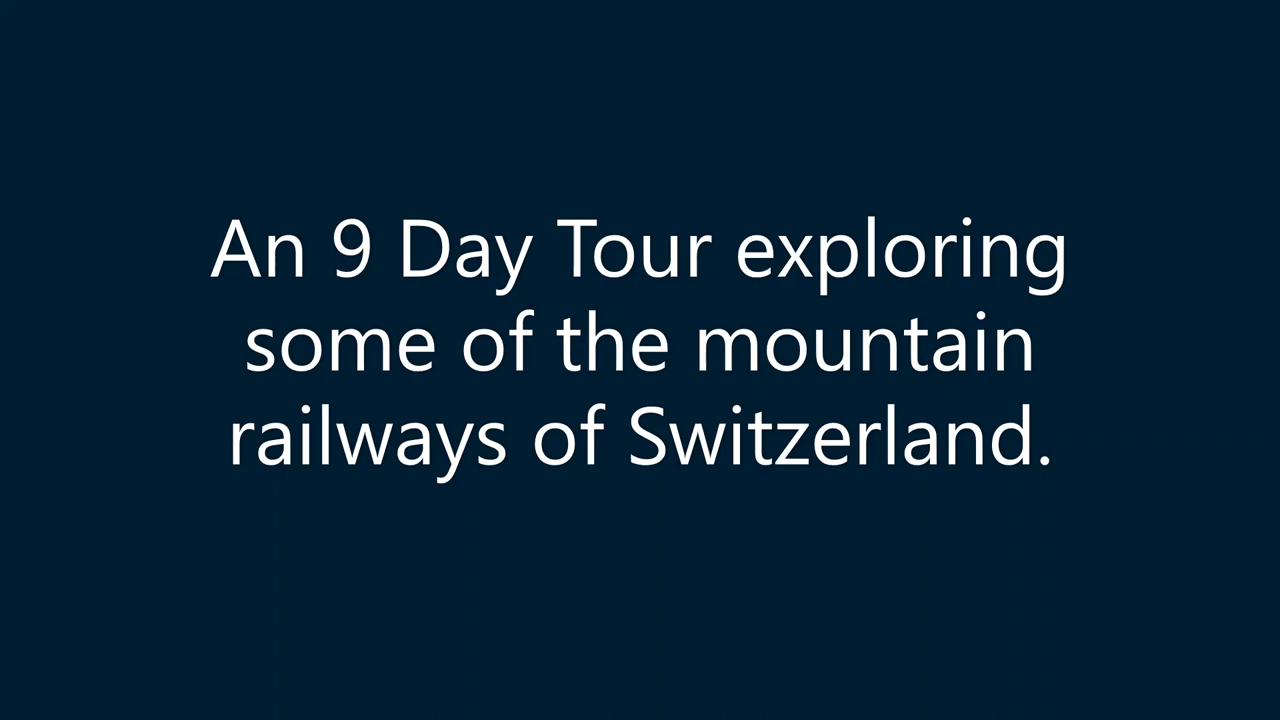 An 9 Day Tour exploring
some of the mountain
railways of Switzerland.